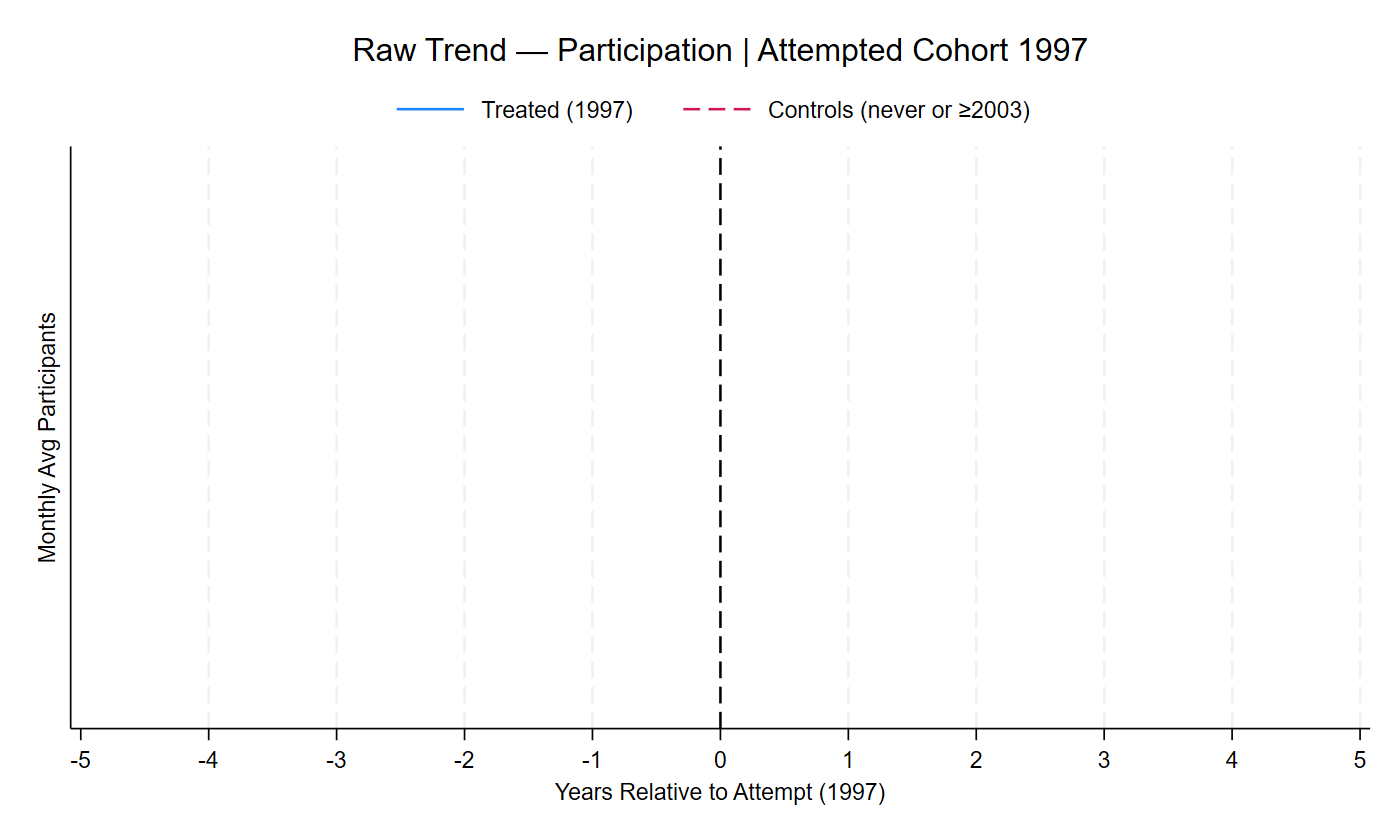 Raw Trend — Participation | Attempted Cohort 1997
Treated (1997) Controls (never or ≥2003)
Monthly Avg Participants
-5 -4 -3 -2 -1 0 1 2 3 4 5
Years Relative to Attempt (1997)